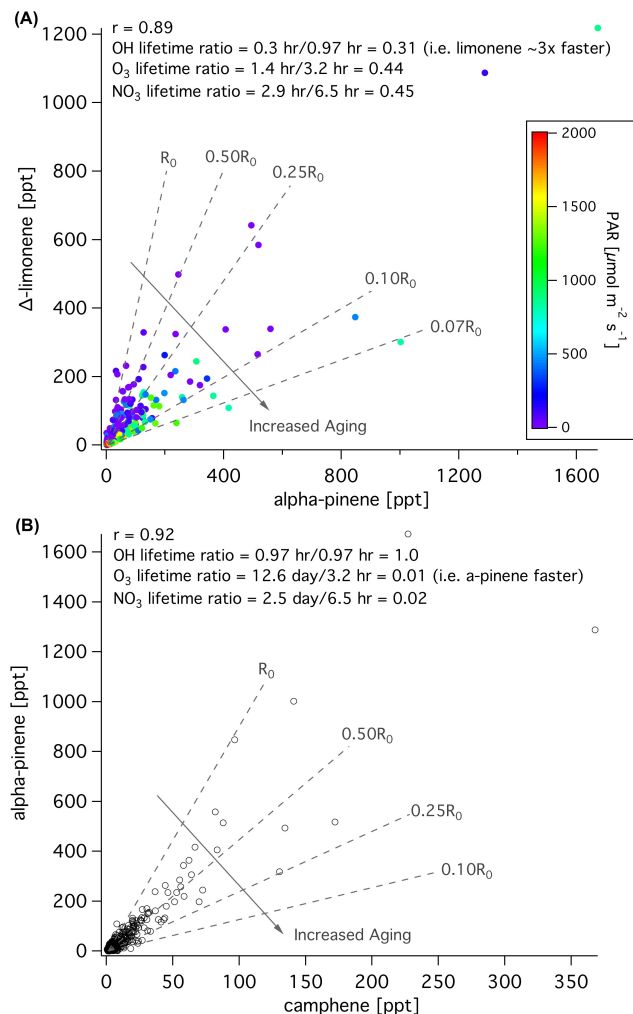 (A)
r = 0.89
OH lifetime ratio = 0.3 hr/0.97 hr = 0.31 (i.e. limonene ~3x faster)
O₃ lifetime ratio = 1.4 hr/3.2 hr = 0.44
NO₃ lifetime ratio = 2.9 hr/6.5 hr = 0.45
1200
1000
800
600
400
200
0
Δ-limonene [ppt]
R₀
0.50R₀
0.25R₀
0.10R₀
0.07R₀
Increased Aging
0
400
800
1200
1600
alpha-pinene [ppt]
2000
1500
1000
500
0
PAR [µmol m⁻² s⁻¹]
(B)
r = 0.92
OH lifetime ratio = 0.97 hr/0.97 hr = 1.0
O₃ lifetime ratio = 12.6 day/3.2 hr = 0.01 (i.e. a-pinene faster)
NO₃ lifetime ratio = 2.5 day/6.5 hr = 0.02
1600
1400
1200
1000
800
600
400
200
0
alpha-pinene [ppt]
R₀
0.50R₀
0.25R₀
0.10R₀
Increased Aging
0
50
100
150
200
250
300
350
camphene [ppt]